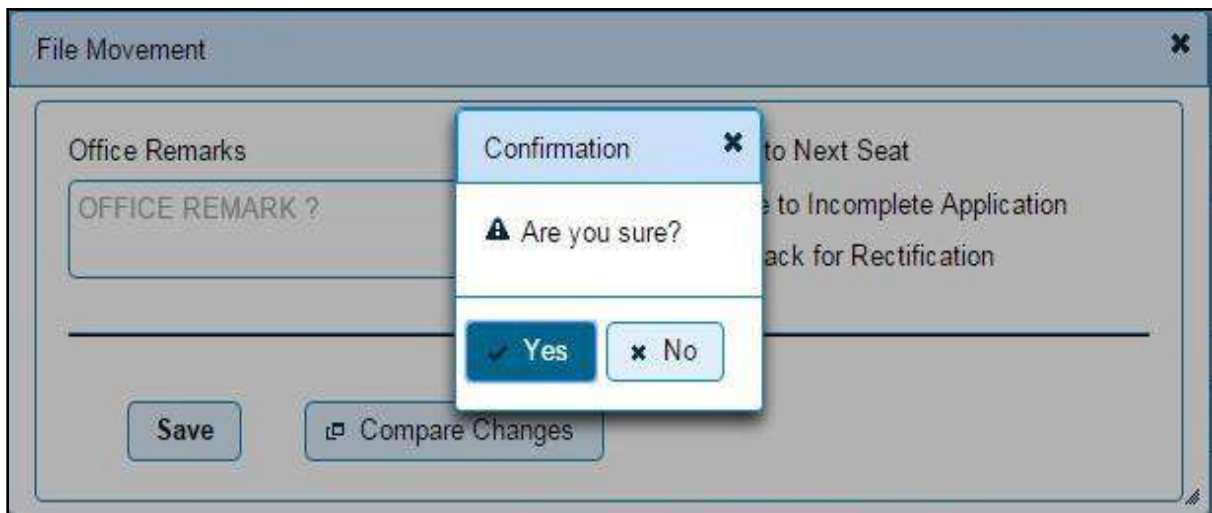 File Movement
Office Remarks
OFFICE REMARK ?
to Next Seat
to Incomplete Application
for Rectification
Confirmation
Are you sure?
Yes
No
Save
Compare Changes